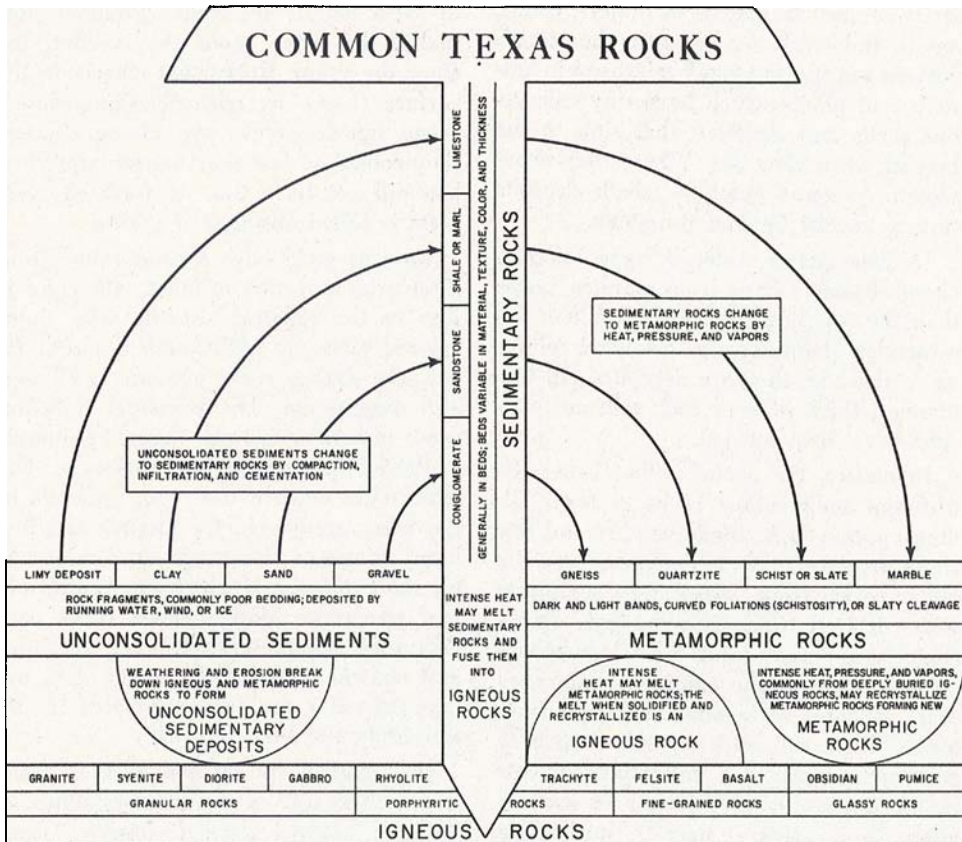 COMMON TEXAS ROCKS
LIMESTONE
SHALE OR MARL
SANDSTONE
CONGLOMERATE
GENERALLY IN BEDS; BEDS VARIABLE IN MATERIAL, TEXTURE, COLOR, AND THICKNESS
SEDIMENTARY ROCKS
SEDIMENTARY ROCKS CHANGE
TO METAMORPHIC ROCKS BY
HEAT, PRESSURE, AND VAPORS
UNCONSOLIDATED SEDIMENTS CHANGE
TO SEDIMENTARY ROCKS BY COMPACTION,
INFILTRATION, AND CEMENTATION
LIMY DEPOSIT
CLAY
SAND
GRAVEL
ROCK FRAGMENTS, COMMONLY POOR BEDDING; DEPOSITED BY
RUNNING WATER, WIND, OR ICE
UNCONSOLIDATED SEDIMENTS
WEATHERING AND EROSION BREAK
DOWN IGNEOUS AND METAMORPHIC
ROCKS TO FORM
UNCONSOLIDATED
SEDIMENTARY
DEPOSITS
INTENSE HEAT
MAY MELT
SEDIMENTARY
ROCKS AND
FUSE THEM
INTO
IGNEOUS
ROCKS
GNEISS
QUARTZITE
SCHIST OR SLATE
MARBLE
DARK AND LIGHT BANDS, CURVED FOLIATIONS (SCHISTOSITY), OR SLATY CLEAVAGE
METAMORPHIC ROCKS
INTENSE
HEAT MAY MELT
METAMORPHIC ROCKS; THE
MELT WHEN SOLIDIFIED AND
RECRYSTALLIZED IS AN
IGNEOUS ROCK
INTENSE HEAT, PRESSURE, AND VAPORS,
COMMONLY FROM DEEPLY BURIED IG-
NEOUS ROCKS, MAY RECRYSTALLIZE
METAMORPHIC ROCKS FORMING NEW
METAMORPHIC
ROCKS
GRANITE
SYENITE
DIORITE
GABBRO
RHYOLITE
TRACHYTE
FELSITE
BASALT
OBSIDIAN
PUMICE
GRANULAR ROCKS
PORPHYRITIC ROCKS
FINE-GRAINED ROCKS
GLASSY ROCKS
IGNEOUS ROCKS